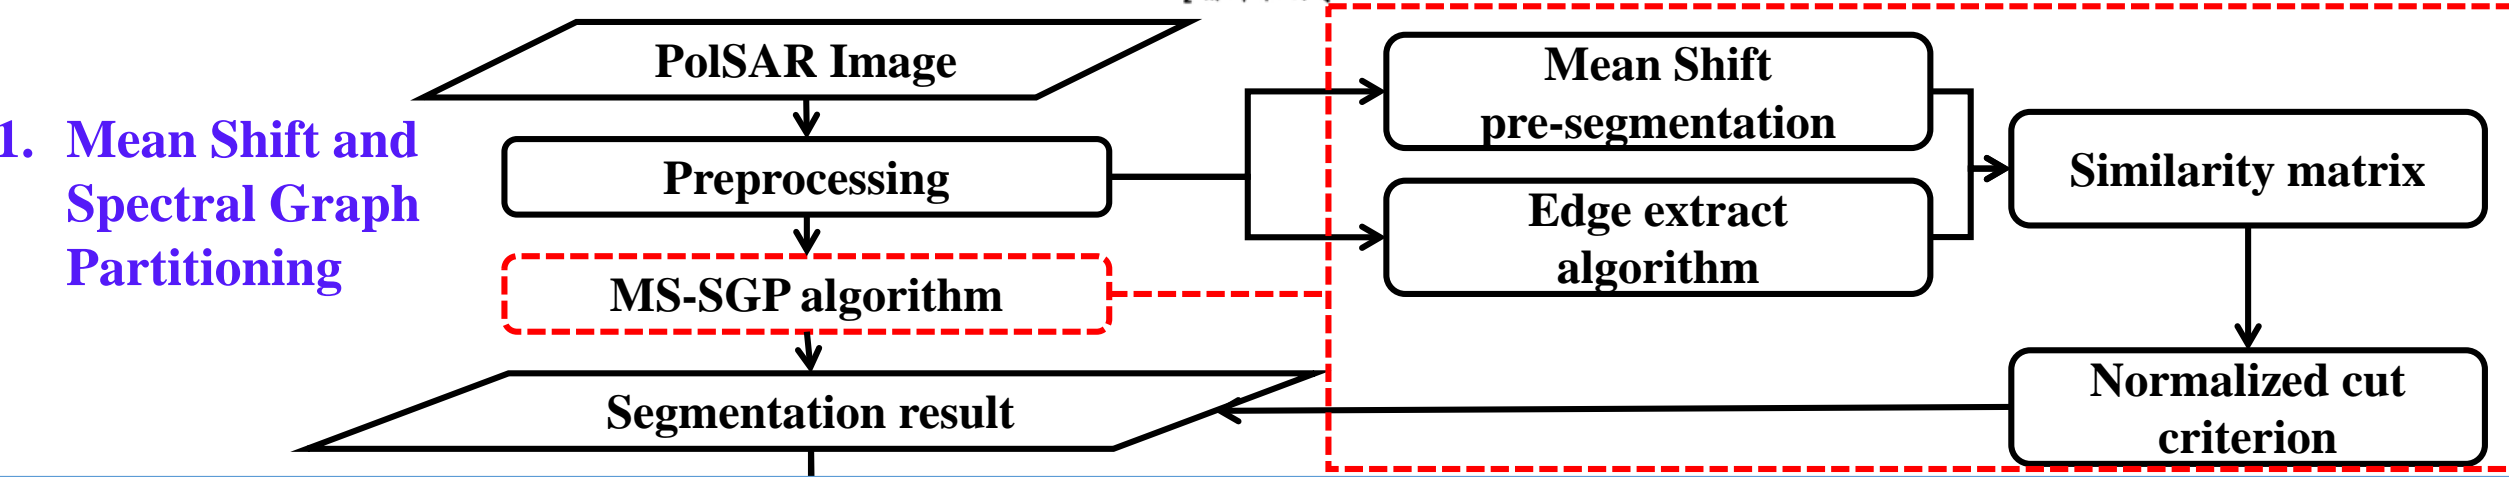 PolSAR Image
1. Mean Shift and
Spectral Graph
Partitioning
Preprocessing
MS-SGP algorithm
Segmentation result
Mean Shift
pre-segmentation
Edge extract
algorithm
Similarity matrix
Normalized cut
criterion